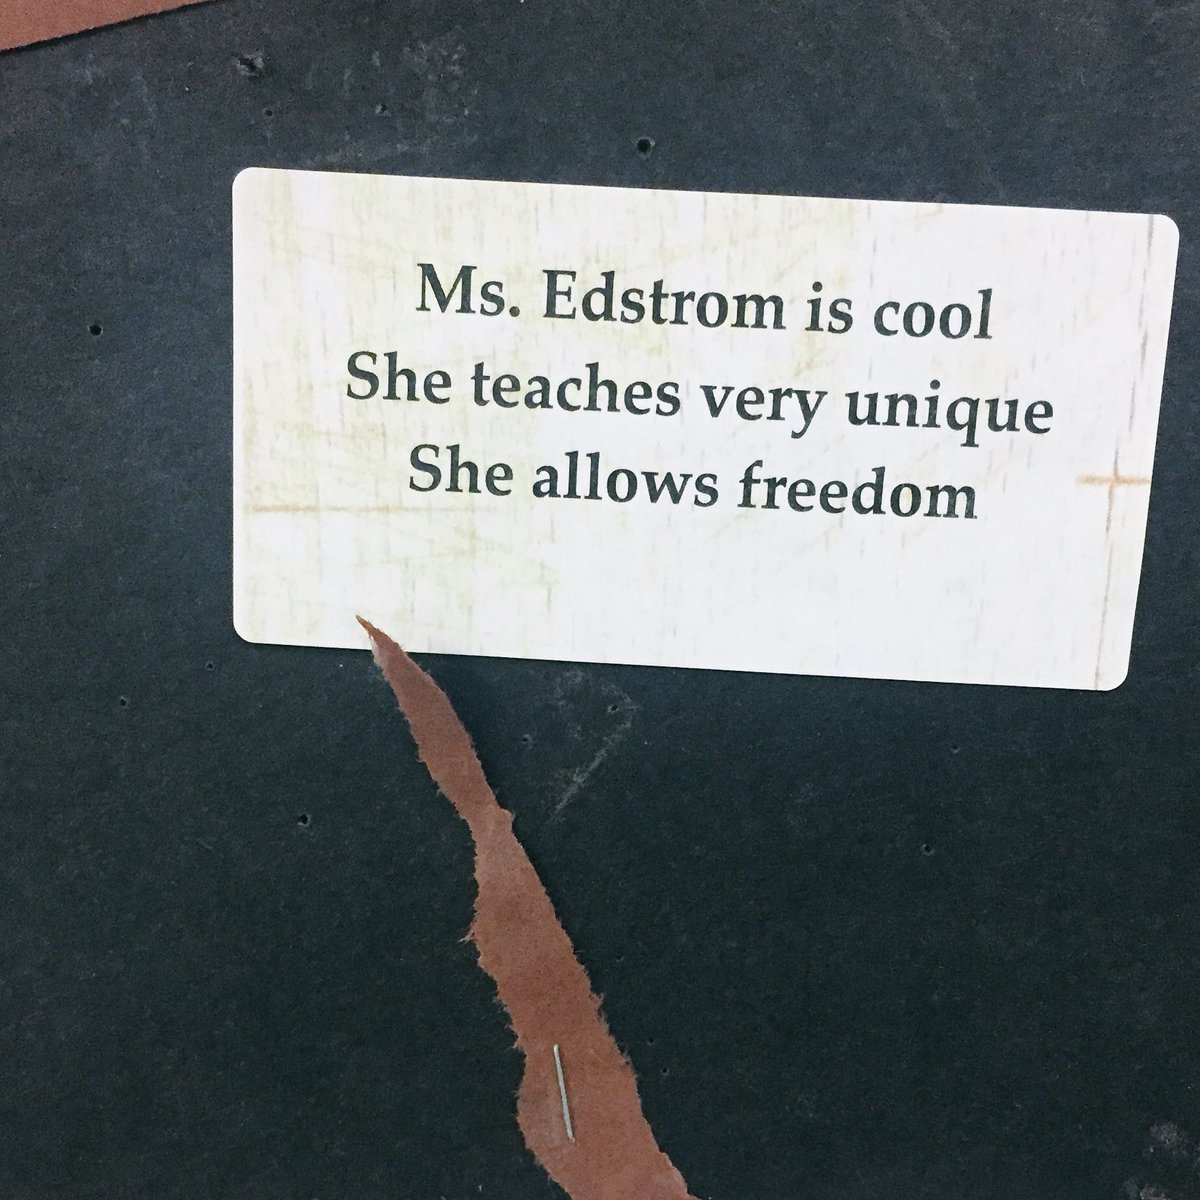 Ms. Edstrom is cool
She teaches very unique
She allows freedom